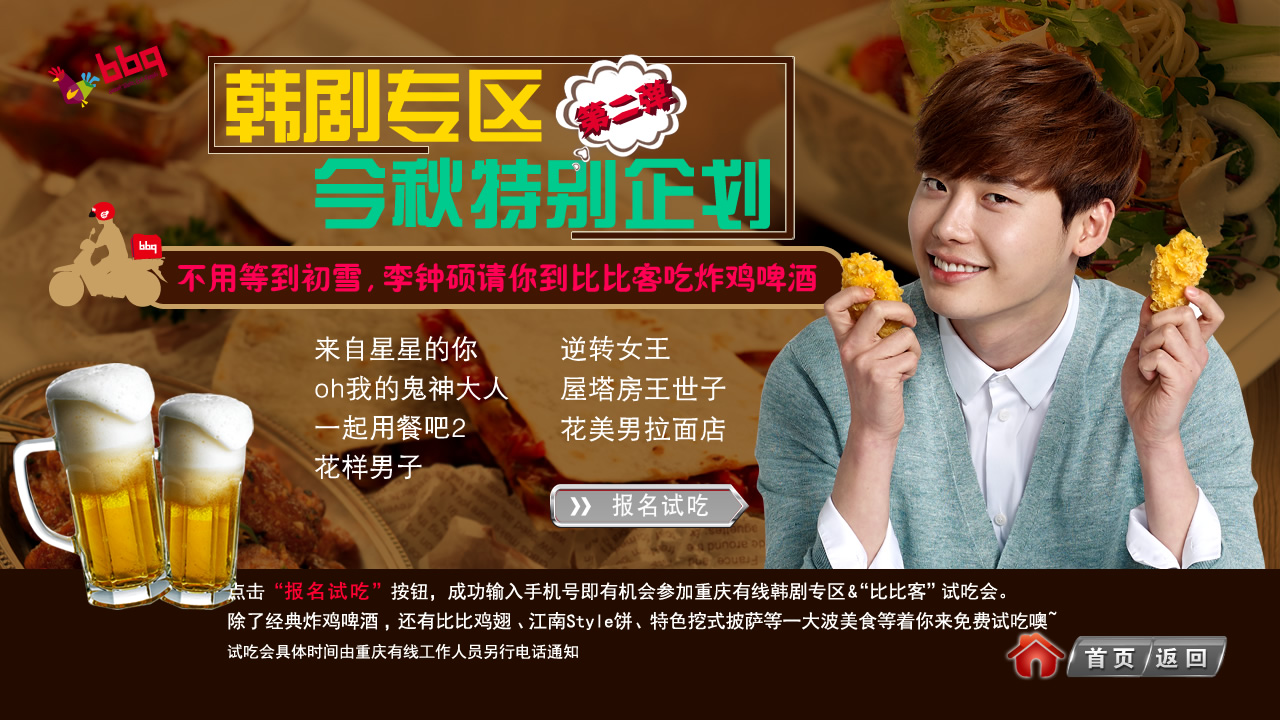 bbq
韩剧专区
第二弹
今秋特别企划
bbq
不用等到初雪,李钟硕请你到比比客吃炸鸡啤酒
来自星星的你
逆转女王
oh我的鬼神大人
屋塔房王世子
一起用餐吧2
花美男拉面店
花样男子
报名试吃
点击“报名试吃”按钮，成功输入手机号即有机会参加重庆有线韩剧专区&“比比客”试吃会。
除了经典炸鸡啤酒，还有比比鸡翅、江南Style饼、特色挖式披萨等一大波美食等着你来免费试吃噢~
试吃会具体时间由重庆有线工作人员另行电话通知
首页
返回